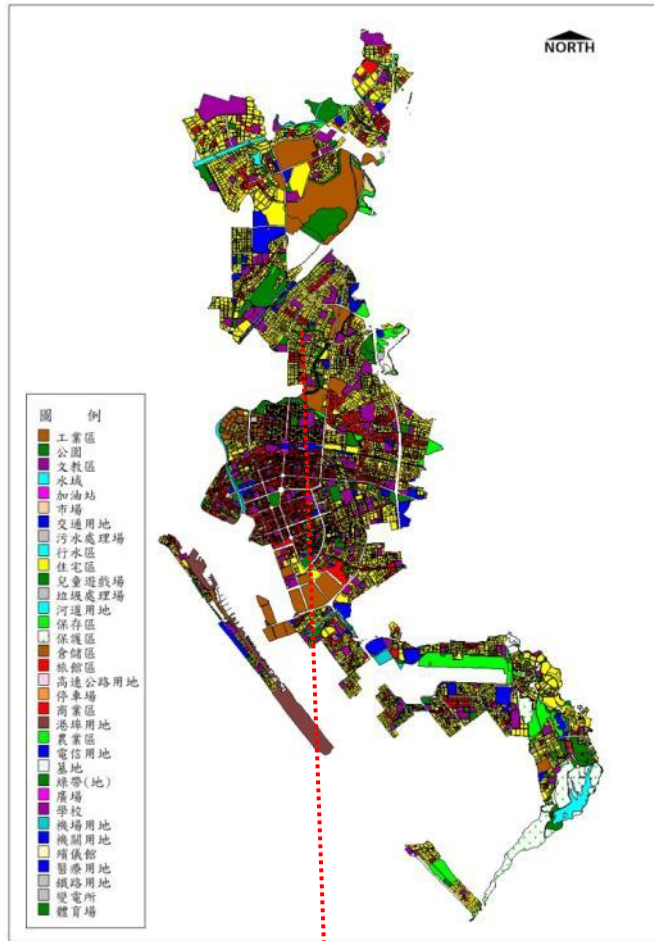 NORTH
圖 例
工業區
公園
文教區
水域
加油站
市場
交通用地
污水處理場
行水區
住宅區
兒童遊戲場
垃圾處理場
河道用地
保存區
保護區
倉儲區
旅館區
高速公路用地
停車場
商業區
港埠用地
農業區
電信用地
墓地
綠帶(地)
廣場
學校
機場用地
機關用地
殯儀館
醫療用地
鐵路用地
變電所
體育場